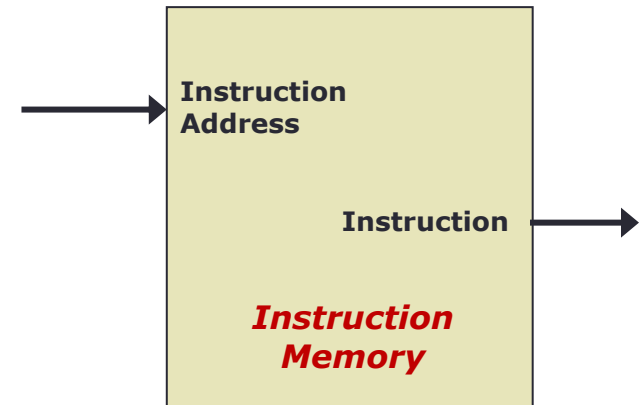 Instruction
Address
Instruction
Instruction
Memory